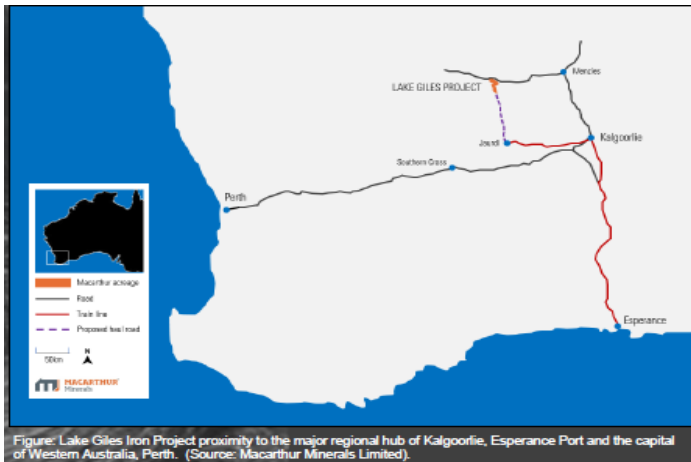 Menzies
LAKE GILES PROJECT
Jaurdi
Kalgoorlie
Southern Cross
Perth
Esperance
Macarthur acreage
Road
Train line
Proposed haul road
50km
N
MACARTHUR
Minerals
Figure: Lake Giles Iron Project proximity to the major regional hub of Kalgoorlie, Esperance Port and the capital
of Western Australia, Perth. (Source: Macarthur Minerals Limited).